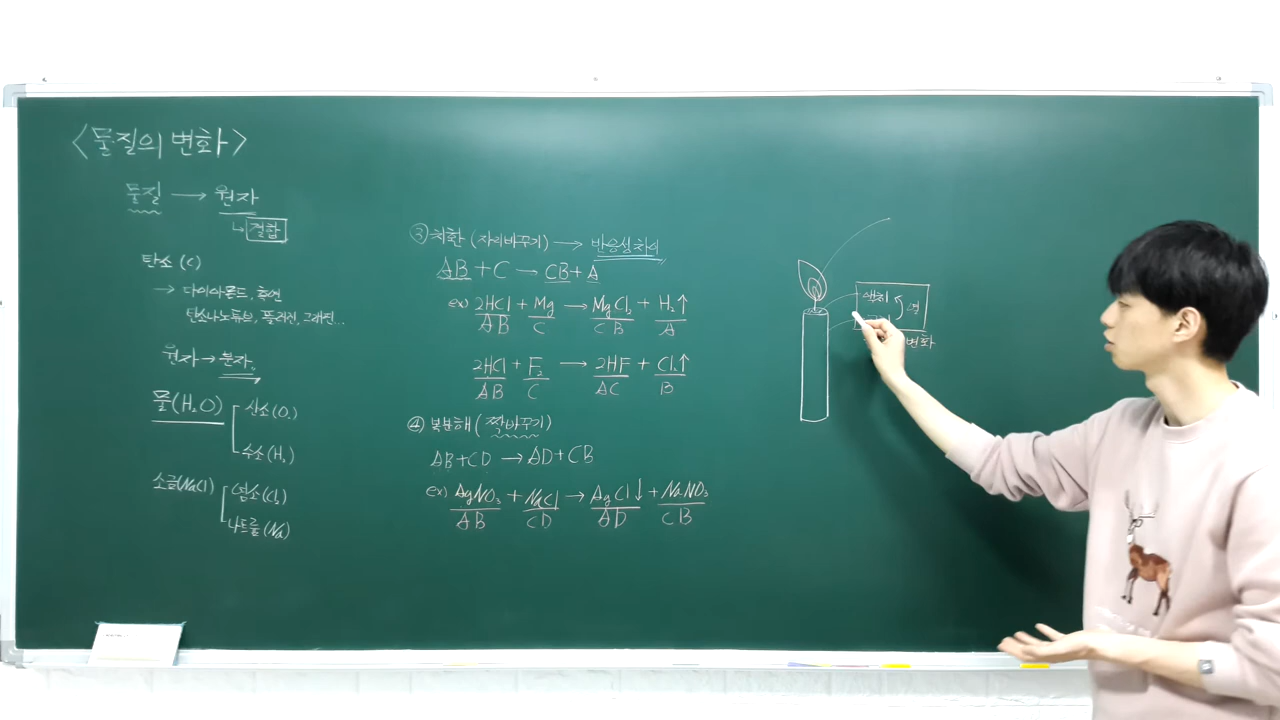 <물질의 변화>
물질 → 원자
↳ 결합
탄소 (C)
→ 다이아몬드, 흑연
탄소나노튜브, 풀러렌, 그래핀..
원자 → 분자.
물(H₂O) 산소(O₂)
수소(H₂)
소금(NaCl) 염소(Cl₂)
나트륨(Na)
③ 치환 (자리바꾸기) → 반응성차이
AB + C → CB + A
ex) 2HCl + Mg → MgCl₂ + H₂↑
AB C CB A
2HCl + F₂ → 2HF + Cl₂↑
AB C AC B
④ 복분해 (짝바꾸기)
AB + CD → AD + CB
ex) AgNO₃ + NaCl → AgCl↓ + NaNO₃
AB CD AD CB
액체 열
변화